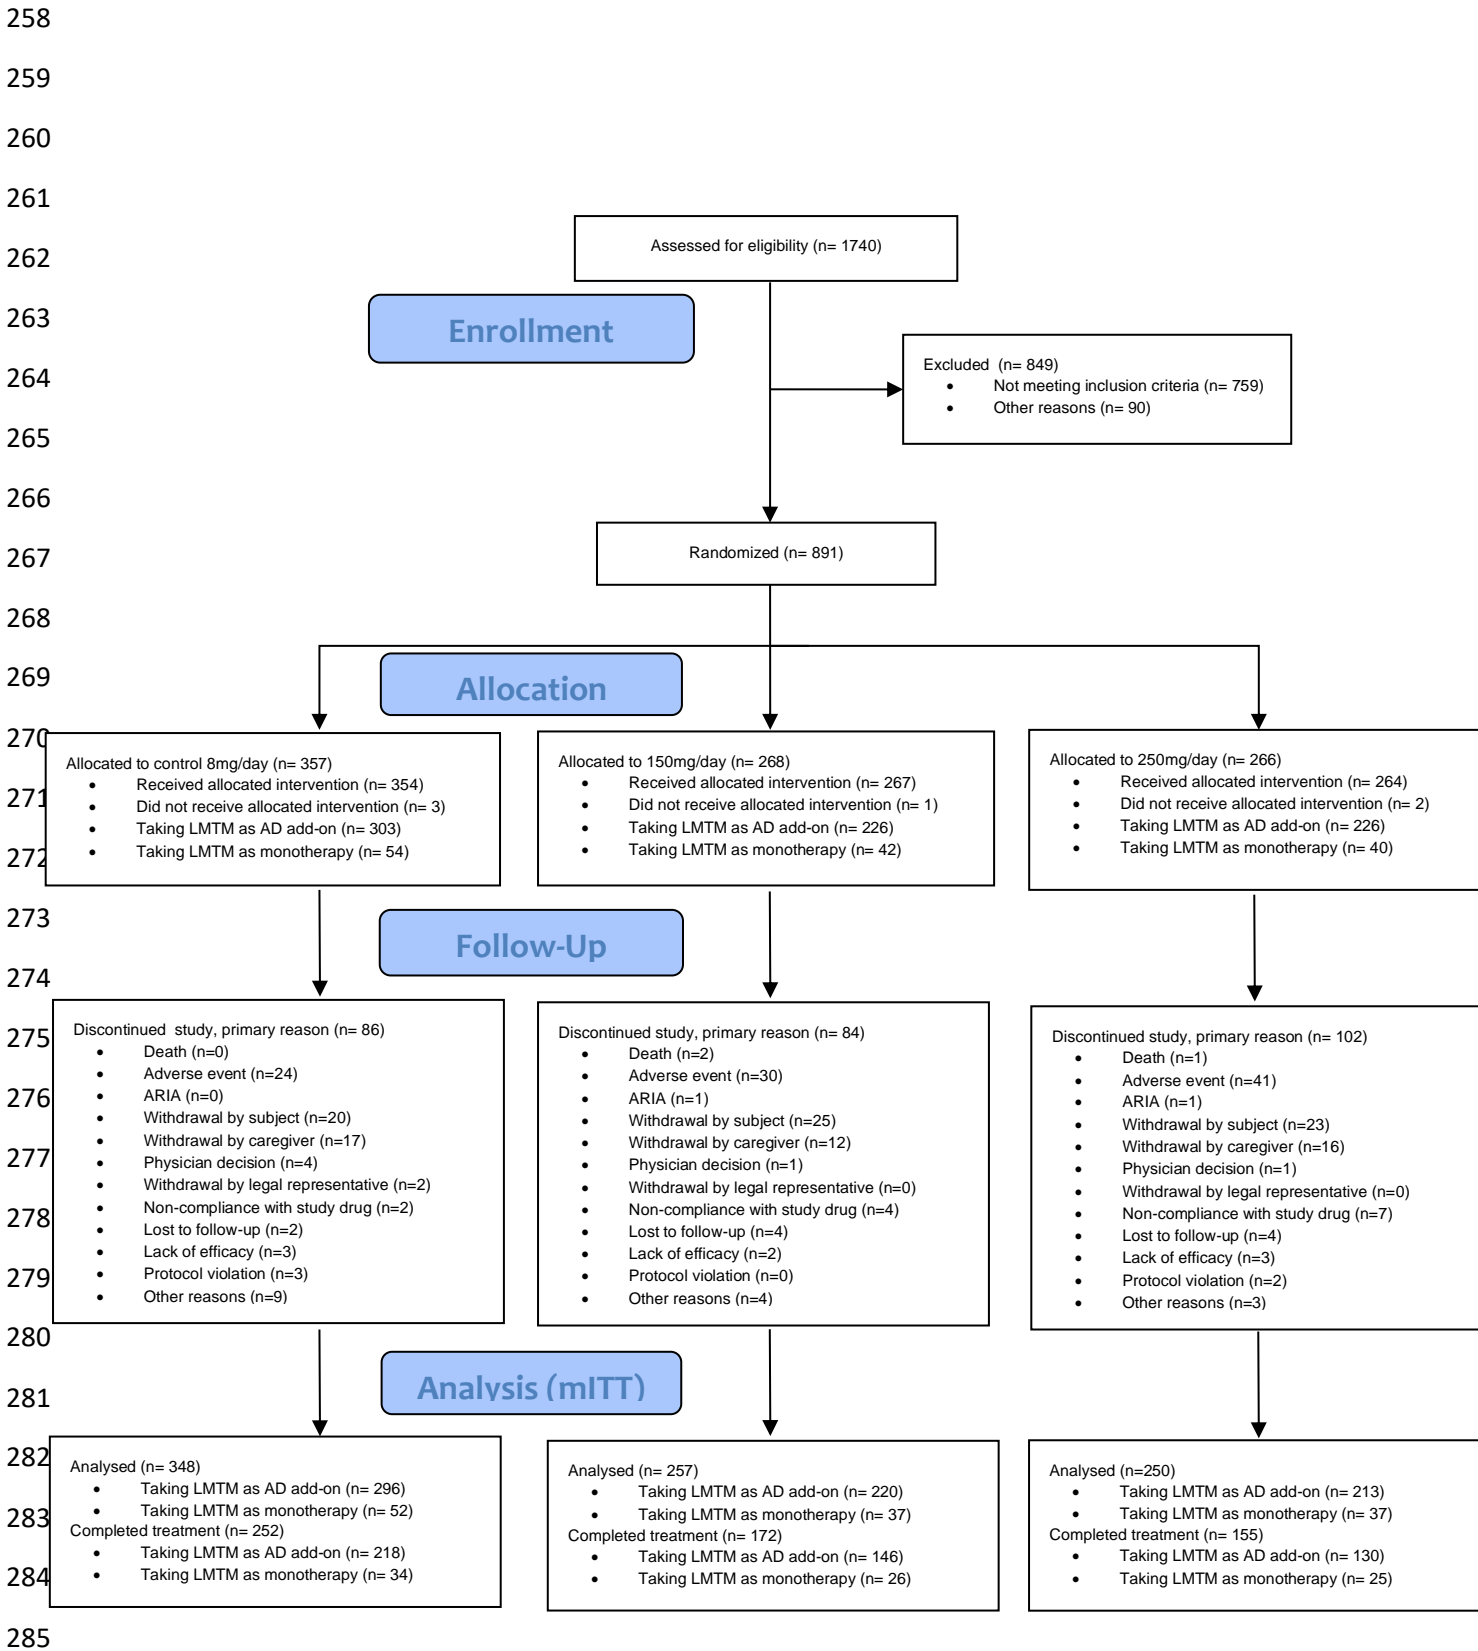 258
259
260
261
Assessed for eligibility (n= 1740)
262
263
Enrollment
Excluded  (n= 849)
• Not meeting inclusion criteria (n= 759)
• Other reasons (n= 90)
264
265
266
Randomized (n= 891)
267
268
269
Allocation
270
271
272
Allocated to control 8mg/day (n= 357)
• Received allocated intervention (n= 354)
• Did not receive allocated intervention (n= 3)
• Taking LMTM as AD add-on (n= 303)
• Taking LMTM as monotherapy (n= 54)
Allocated to 150mg/day (n= 268)
• Received allocated intervention (n= 267)
• Did not receive allocated intervention (n= 1)
• Taking LMTM as AD add-on (n= 226)
• Taking LMTM as monotherapy (n= 42)
Allocated to 250mg/day (n= 266)
• Received allocated intervention (n= 264)
• Did not receive allocated intervention (n= 2)
• Taking LMTM as AD add-on (n= 226)
• Taking LMTM as monotherapy (n= 40)
273
Follow-Up
274
275
276
277
278
279
Discontinued  study, primary reason (n= 86)
• Death (n=0)
• Adverse event (n=24)
• ARIA (n=0)
• Withdrawal by subject (n=20)
• Withdrawal by caregiver (n=17)
• Physician decision (n=4)
• Withdrawal by legal representative (n=2)
• Non-compliance with study drug (n=2)
• Lost to follow-up (n=2)
• Lack of efficacy (n=3)
• Protocol violation (n=3)
• Other reasons (n=9)
Discontinued study, primary reason (n= 84)
• Death (n=2)
• Adverse event (n=30)
• ARIA (n=1)
• Withdrawal by subject (n=25)
• Withdrawal by caregiver (n=12)
• Physician decision (n=1)
• Withdrawal by legal representative (n=0)
• Non-compliance with study drug (n=4)
• Lost to follow-up (n=4)
• Lack of efficacy (n=2)
• Protocol violation (n=0)
• Other reasons (n=4)
Discontinued study, primary reason (n= 102)
• Death (n=1)
• Adverse event (n=41)
• ARIA (n=1)
• Withdrawal by subject (n=23)
• Withdrawal by caregiver (n=16)
• Physician decision (n=1)
• Withdrawal by legal representative (n=0)
• Non-compliance with study drug (n=7)
• Lost to follow-up (n=4)
• Lack of efficacy (n=3)
• Protocol violation (n=2)
• Other reasons (n=3)
280
Analysis (mITT)
281
282
283
284
Analysed (n= 348)
• Taking LMTM as AD add-on (n= 296)
• Taking LMTM as monotherapy (n= 52)
Completed treatment (n= 252)
• Taking LMTM as AD add-on (n= 218)
• Taking LMTM as monotherapy (n= 34)
Analysed (n= 257)
• Taking LMTM as AD add-on (n= 220)
• Taking LMTM as monotherapy (n= 37)
Completed treatment (n= 172)
• Taking LMTM as AD add-on (n= 146)
• Taking LMTM as monotherapy (n= 26)
Analysed (n=250)
• Taking LMTM as AD add-on (n= 213)
• Taking LMTM as monotherapy (n= 37)
Completed treatment (n= 155)
• Taking LMTM as AD add-on (n= 130)
• Taking LMTM as monotherapy (n= 25)
285